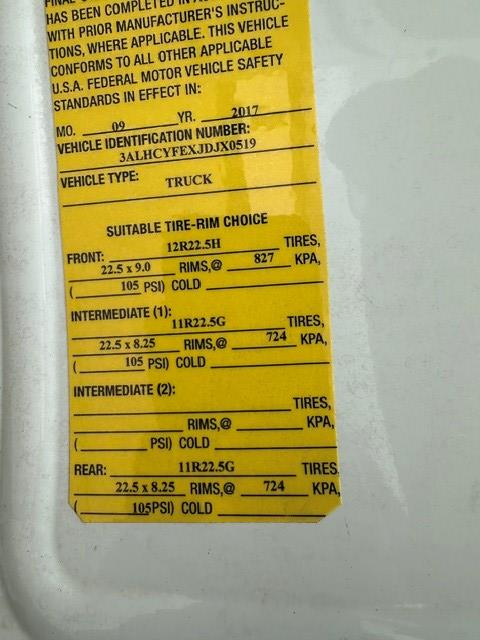 HAS BEEN COMPLETED IN
WITH PRIOR MANUFACTURER'S INSTRUC-
TIONS, WHERE APPLICABLE. THIS VEHICLE
CONFORMS TO ALL OTHER APPLICABLE
U.S.A. FEDERAL MOTOR VEHICLE SAFETY
STANDARDS IN EFFECT IN:
MO. 09 YR. 2017
VEHICLE IDENTIFICATION NUMBER:
3ALHCYFEXJDJX0519
VEHICLE TYPE: TRUCK
SUITABLE TIRE-RIM CHOICE
FRONT: 12R22.5H TIRES,
22.5 x 9.0 RIMS,@ 827 KPA,
( 105 PSI) COLD
INTERMEDIATE (1):
11R22.5G TIRES,
22.5 x 8.25 RIMS,@ 724 KPA,
( 105 PSI) COLD
INTERMEDIATE (2):
TIRES,
RIMS,@ KPA,
( PSI) COLD
REAR: 11R22.5G TIRES
22.5 x 8.25 RIMS,@ 724 KPA,
( 105PSI) COLD